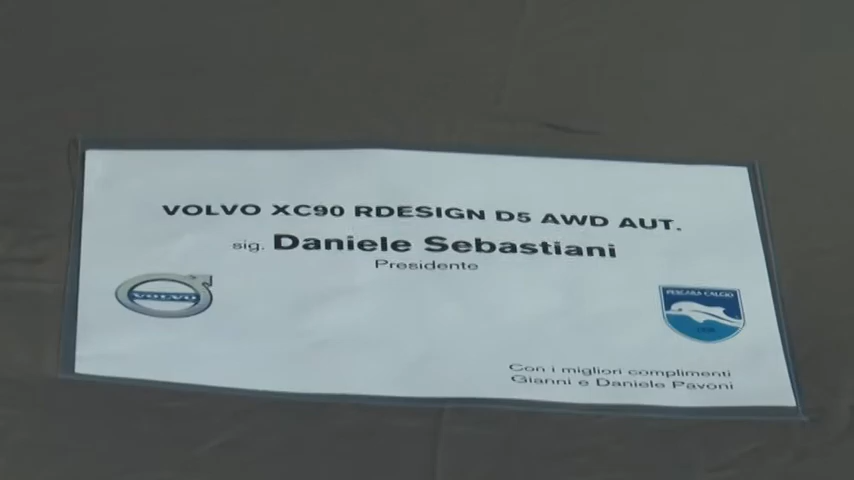 VOLVO XC90 RDESIGN D5 AWD AUT.
sig. Daniele Sebastiani
Presidente
VOLVO
PESCARA CALCIO
Con i migliori complimenti
Gianni e Daniele Pavoni